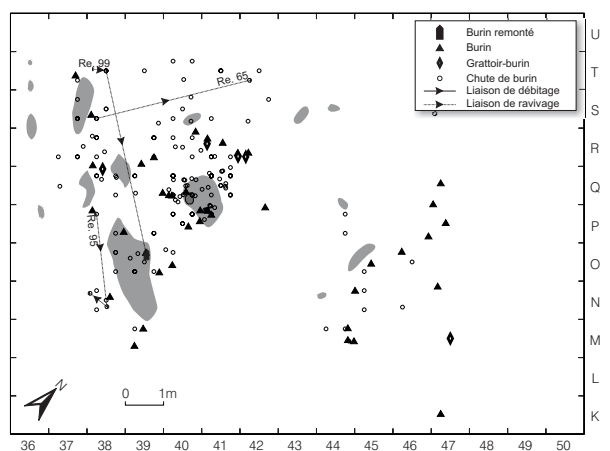 Burin remonté
Burin
Grattoir-burin
Chute de burin
Liaison de débitage
Liaison de ravivage
Re. 99
Re. 65
Re. 95
U
T
S
R
Q
P
O
N
M
L
K
N
0 1m
36 37 38 39 40 41 42 43 44 45 46 47 48 49 50